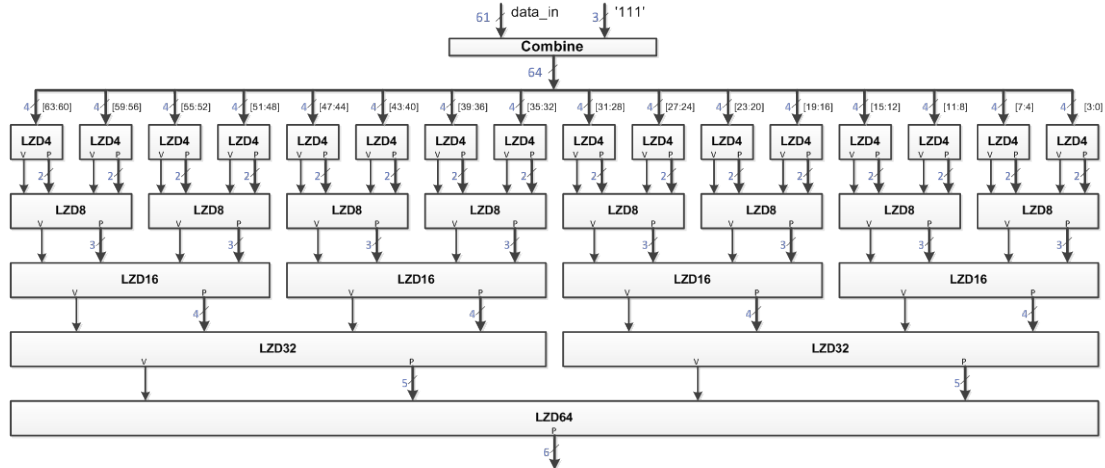 61 data_in 3 '111'
Combine
64
4 [63:60] 4 [59:56] 4 [55:52] 4 [51:48] 4 [47:44] 4 [43:40] 4 [39:36] 4 [35:32] 4 [31:28] 4 [27:24] 4 [23:20] 4 [19:16] 4 [15:12] 4 [11:8] 4 [7:4] 4 [3:0]
LZD4 LZD4 LZD4 LZD4 LZD4 LZD4 LZD4 LZD4 LZD4 LZD4 LZD4 LZD4 LZD4 LZD4 LZD4 LZD4
V P V P V P V P V P V P V P V P V P V P V P V P V P V P V P V P
2 2 2 2 2 2 2 2 2 2 2 2 2 2 2 2
LZD8 LZD8 LZD8 LZD8 LZD8 LZD8 LZD8 LZD8
V P V P V P V P V P V P V P V P
3 3 3 3 3 3 3 3
LZD16 LZD16 LZD16 LZD16
V P V P V P V P
4 4 4 4
LZD32 LZD32
V P V P
5 5
LZD64
P
6